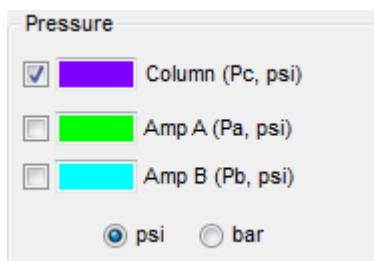 Pressure
Column (Pc, psi)
Amp A (Pa, psi)
Amp B (Pb, psi)
psi bar